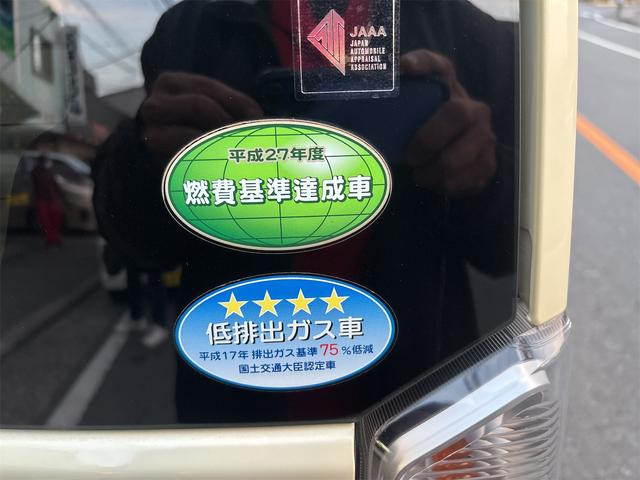 JAAA
JAPAN
AUTOMOBILE
APPRAISAL
ASSOCIATION
平成27年度
燃費基準達成車
低排出ガス車
平成17年 排出ガス基準 75 %低減
国土交通大臣認定車